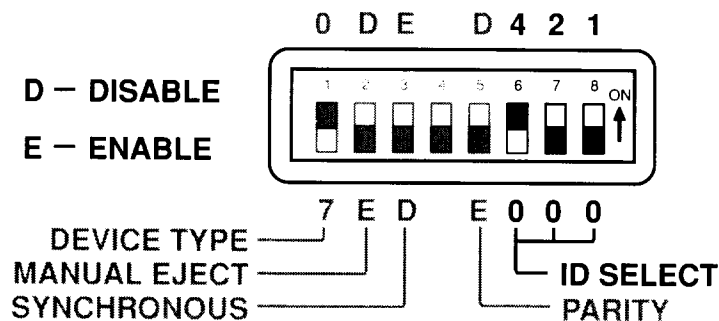 0 D E D 4 2 1
1 2 3 4 5 6 7 8 ON
D – DISABLE
E – ENABLE
7 E D E 0 0 0
DEVICE TYPE
MANUAL EJECT
SYNCHRONOUS
ID SELECT
PARITY